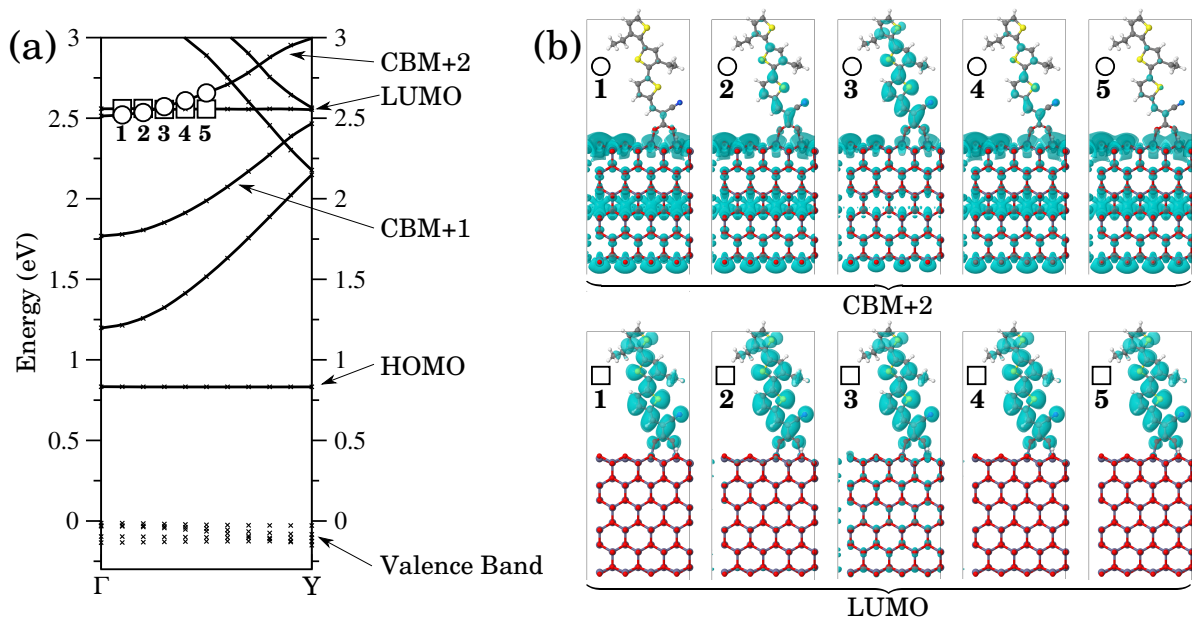 (a)
3
2.5
2
1.5
1
0.5
0
Energy (eV)
Γ
Y
3
2.5
2
1.5
1
0.5
0
1 2 3 4 5
CBM+2
LUMO
CBM+1
HOMO
Valence Band
(b)
1 2 3 4 5
CBM+2
1 2 3 4 5
LUMO